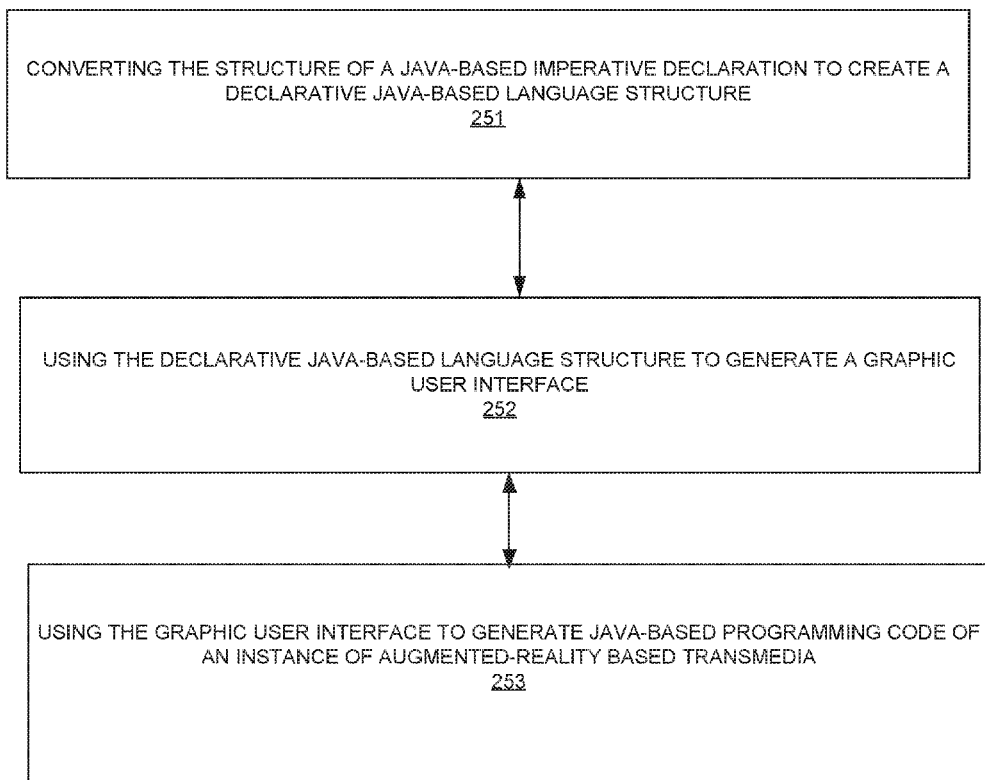 CONVERTING THE STRUCTURE OF A JAVA-BASED IMPERATIVE DECLARATION TO CREATE A
DECLARATIVE JAVA-BASED LANGUAGE STRUCTURE
251
USING THE DECLARATIVE JAVA-BASED LANGUAGE STRUCTURE TO GENERATE A GRAPHIC
USER INTERFACE
252
USING THE GRAPHIC USER INTERFACE TO GENERATE JAVA-BASED PROGRAMMING CODE OF
AN INSTANCE OF AUGMENTED-REALITY BASED TRANSMEDIA
253